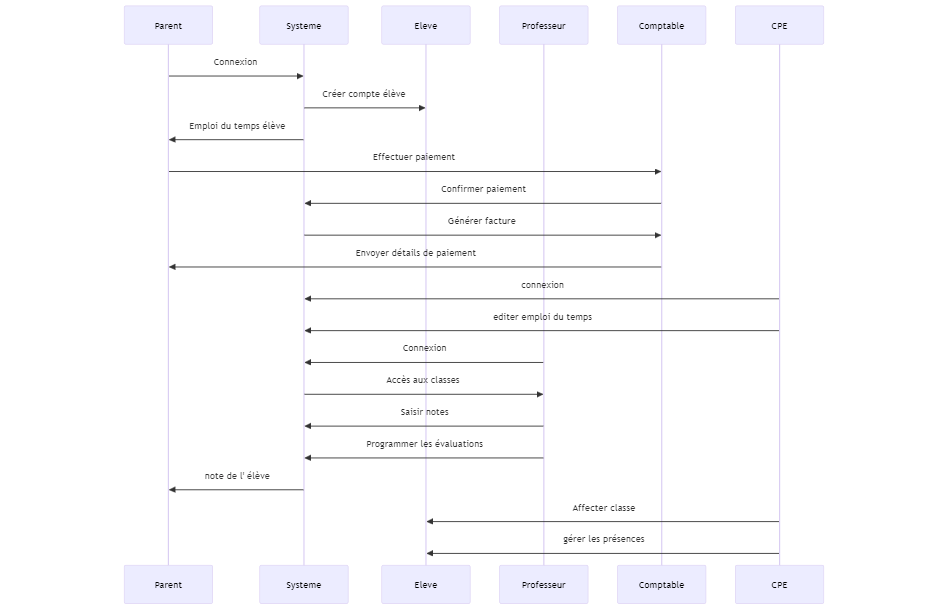 Parent Systeme Eleve Professeur Comptable CPE
Connexion
Créer compte élève
Emploi du temps élève
Effectuer paiement
Confirmer paiement
Générer facture
Envoyer détails de paiement
connexion
editer emploi du temps
Connexion
Accès aux classes
Saisir notes
Programmer les évaluations
note de l' élève
Affecter classe
gérer les présences
Parent Systeme Eleve Professeur Comptable CPE